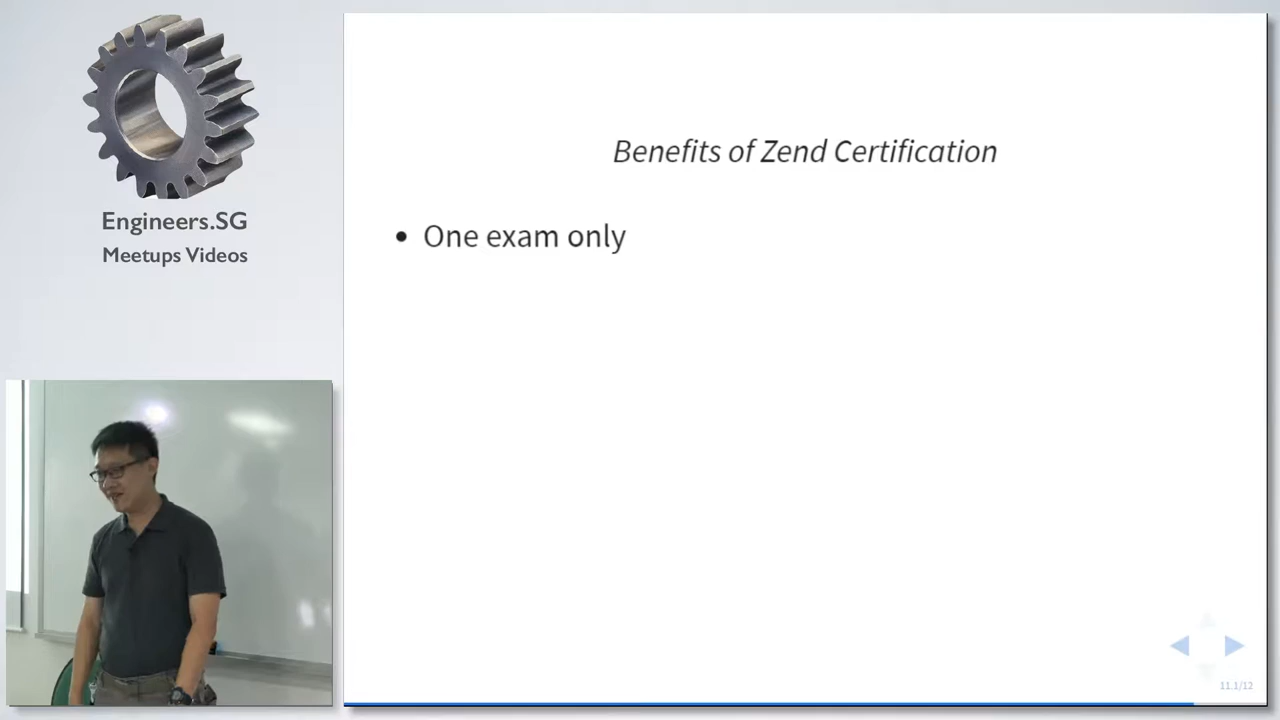 Engineers.SG
Meetups Videos
Benefits of Zend Certification
• One exam only
11.1/12